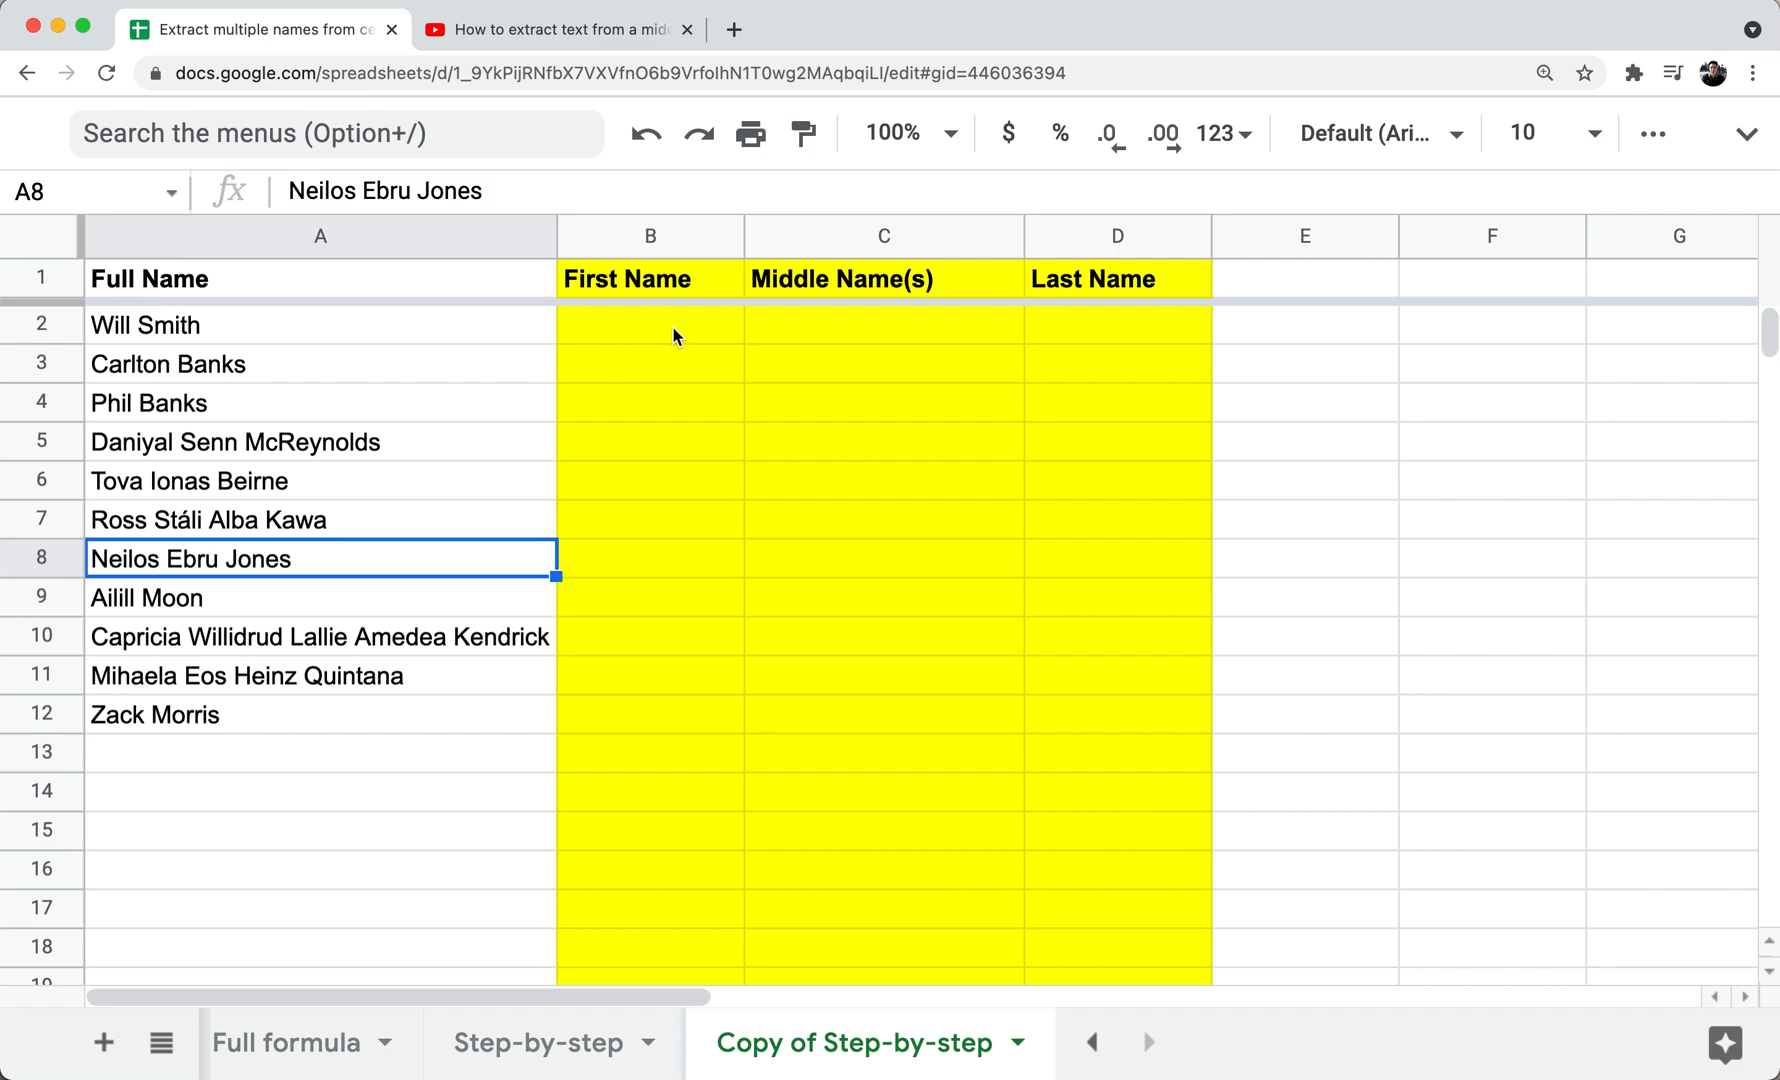 Extract multiple names from ce
How to extract text from a mid
docs.google.com/spreadsheets/d/1_9YkPijRNfbX7VXVfnO6b9VrfolhN1T0wg2MAqbqiLI/edit#gid=446036394
Search the menus (Option+/)
100%
$
%
.0
.00
123
Default (Ari...
10
A8
fx
Neilos Ebru Jones
A B C D E F G
1 Full Name First Name Middle Name(s) Last Name
2 Will Smith
3 Carlton Banks
4 Phil Banks
5 Daniyal Senn McReynolds
6 Tova Ionas Beirne
7 Ross Stáli Alba Kawa
8 Neilos Ebru Jones
9 Ailill Moon
10 Capricia Willidrud Lallie Amedea Kendrick
11 Mihaela Eos Heinz Quintana
12 Zack Morris
13
14
15
16
17
18
19
Full formula
Step-by-step
Copy of Step-by-step